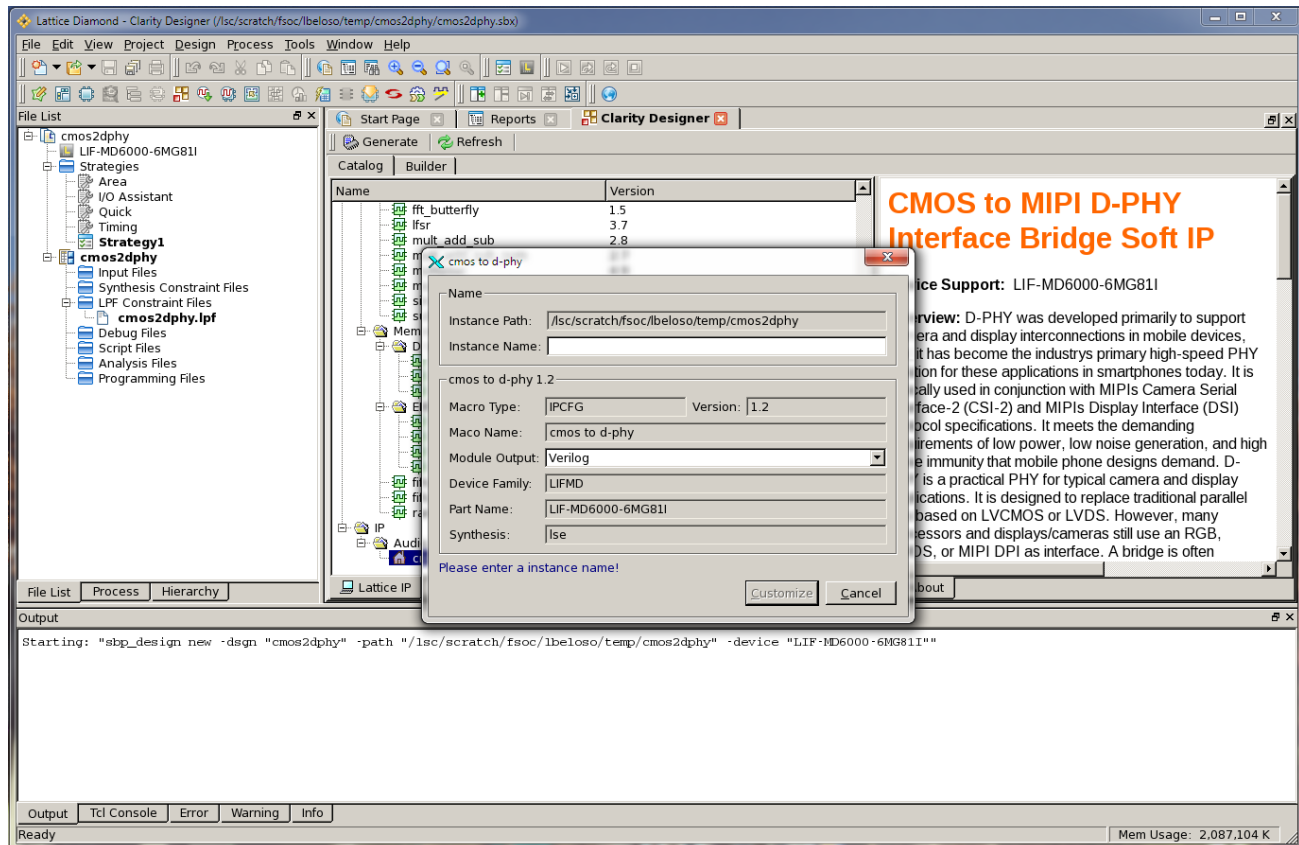 Lattice Diamond - Clarity Designer (/lsc/scratch/fsoc/lbeloso/temp/cmos2dphy/cmos2dphy.sbx)
File Edit View Project Design Process Tools Window Help
File List
cmos2dphy
LIF-MD6000-6MG81I
Strategies
Area
I/O Assistant
Quick
Timing
Strategy1
cmos2dphy
Input Files
Synthesis Constraint Files
LPF Constraint Files
cmos2dphy.lpf
Debug Files
Script Files
Analysis Files
Programming Files
File List Process Hierarchy
Start Page Reports Clarity Designer
Generate Refresh
Catalog Builder
Name Version
fft_butterfly 1.5
lfsr 3.7
mult_add_sub 2.8
Mem
D
E
IP
Audi
Lattice IP
cmos to d-phy
Name
Instance Path: /lsc/scratch/fsoc/lbeloso/temp/cmos2dphy
Instance Name:
cmos to d-phy 1.2
Macro Type: IPCFG Version: 1.2
Maco Name: cmos to d-phy
Module Output: Verilog
Device Family: LIFMD
Part Name: LIF-MD6000-6MG81I
Synthesis: lse
Please enter a instance name!
Customize Cancel
CMOS to MIPI D-PHY
Interface Bridge Soft IP
ice Support: LIF-MD6000-6MG81I
erview: D-PHY was developed primarily to support
era and display interconnections in mobile devices,
it has become the industrys primary high-speed PHY
tion for these applications in smartphones today. It is
cally used in conjunction with MIPIs Camera Serial
face-2 (CSI-2) and MIPIs Display Interface (DSI)
ocol specifications. It meets the demanding
irements of low power, low noise generation, and high
e immunity that mobile phone designs demand. D-
is a practical PHY for typical camera and display
ications. It is designed to replace traditional parallel
based on LVCMOS or LVDS. However, many
cessors and displays/cameras still use an RGB,
OS, or MIPI DPI as interface. A bridge is often
bout
Output
Starting: "sbp_design new -dsgn "cmos2dphy" -path "/lsc/scratch/fsoc/lbeloso/temp/cmos2dphy" -device "LIF-MD6000-6MG81I""
Output Tcl Console Error Warning Info
Ready
Mem Usage: 2,087,104 K